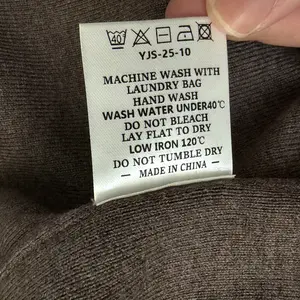 40
YJS-25-10
MACHINE WASH WITH
LAUNDRY BAG
HAND WASH
WASH WATER UNDER40℃
DO NOT BLEACH
LAY FLAT TO DRY
LOW IRON 120℃
DO NOT TUMBLE DRY
— MADE IN CHINA —